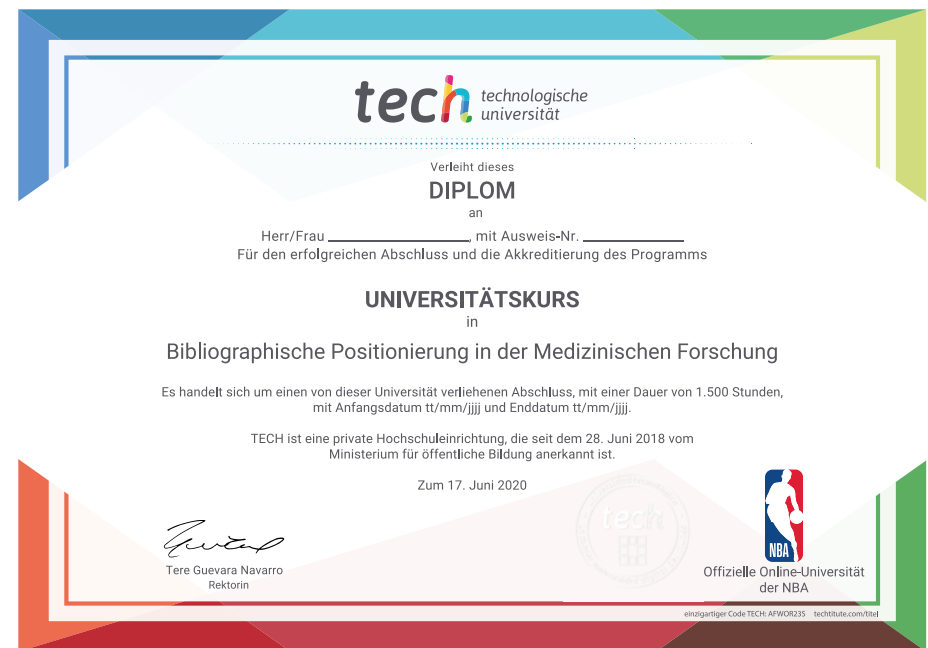 tech technologische
universität
Verleiht dieses
DIPLOM
an
Herr/Frau ____________________, mit Ausweis-Nr. ______________
Für den erfolgreichen Abschluss und die Akkreditierung des Programms
UNIVERSITÄTSKURS
in
Bibliographische Positionierung in der Medizinischen Forschung
Es handelt sich um einen von dieser Universität verliehenen Abschluss, mit einer Dauer von 1.500 Stunden,
mit Anfangsdatum tt/mm/jjjj und Enddatum tt/mm/jjjj.
TECH ist eine private Hochschuleinrichtung, die seit dem 28. Juni 2018 vom
Ministerium für öffentliche Bildung anerkannt ist.
Zum 17. Juni 2020
tech
Tere Guevara Navarro
Rektorin
NBA
Offizielle Online-Universität
der NBA
einzigartiger Code TECH: AFWOR23S techtitute.com/titel